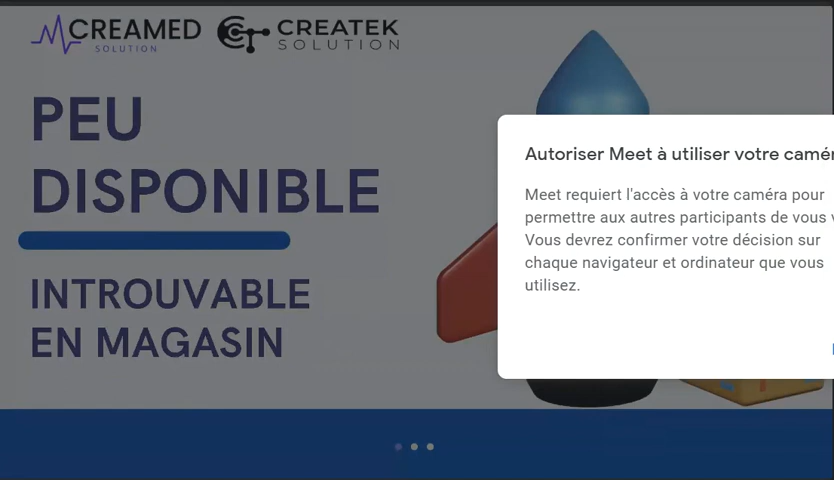 CREAMED
SOLUTION
CREATEK
SOLUTION
PEU
DISPONIBLE
INTROUVABLE
EN MAGASIN
Autoriser Meet à utiliser votre camér
Meet requiert l'accès à votre caméra pour
permettre aux autres participants de vous v
Vous devrez confirmer votre décision sur
chaque navigateur et ordinateur que vous
utilisez.